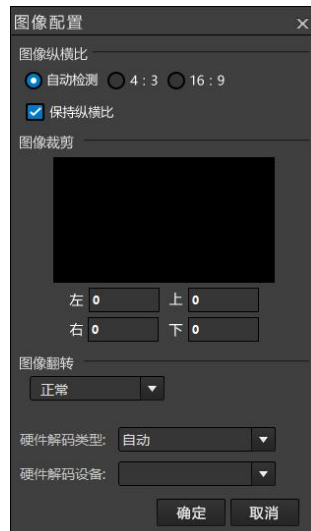 图像配置
图像纵横比
自动检测 4 : 3 16 : 9
保持纵横比
图像裁剪
左 0 上 0
右 0 下 0
图像翻转
正常
硬件解码类型: 自动
硬件解码设备:
确定 取消